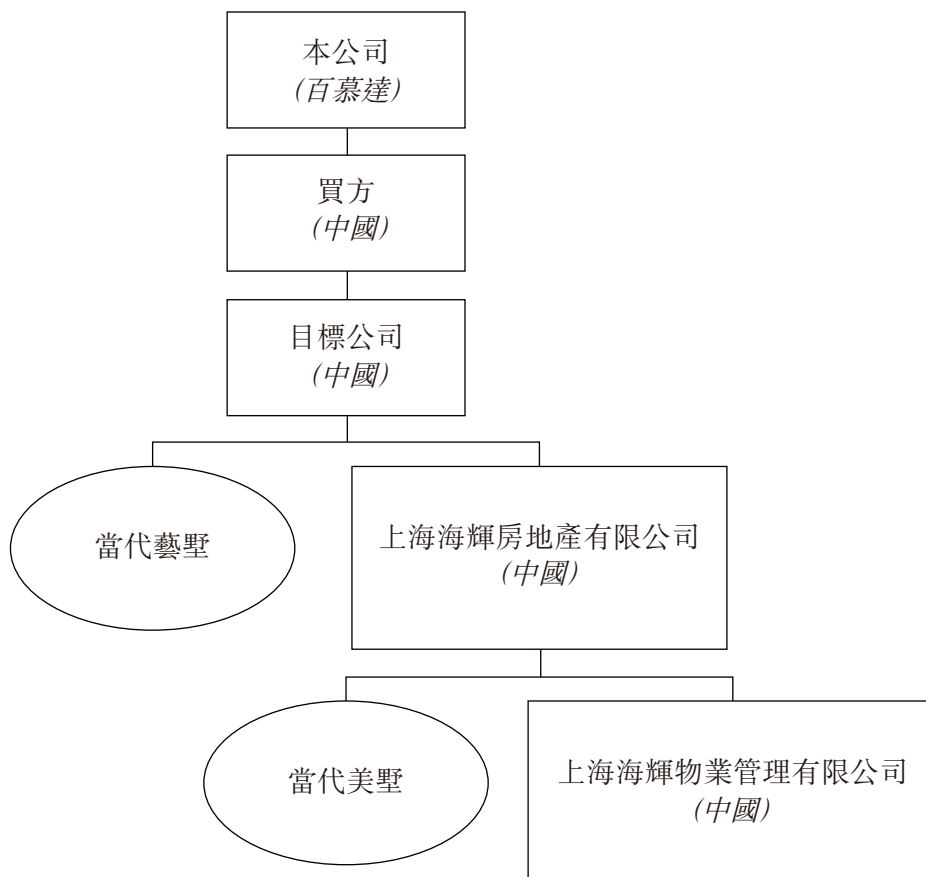 本公司
(百慕達)
買方
(中國)
目標公司
(中國)
當代藝墅
上海海輝房地產有限公司
(中國)
當代美墅
上海海輝物業管理有限公司
(中國)